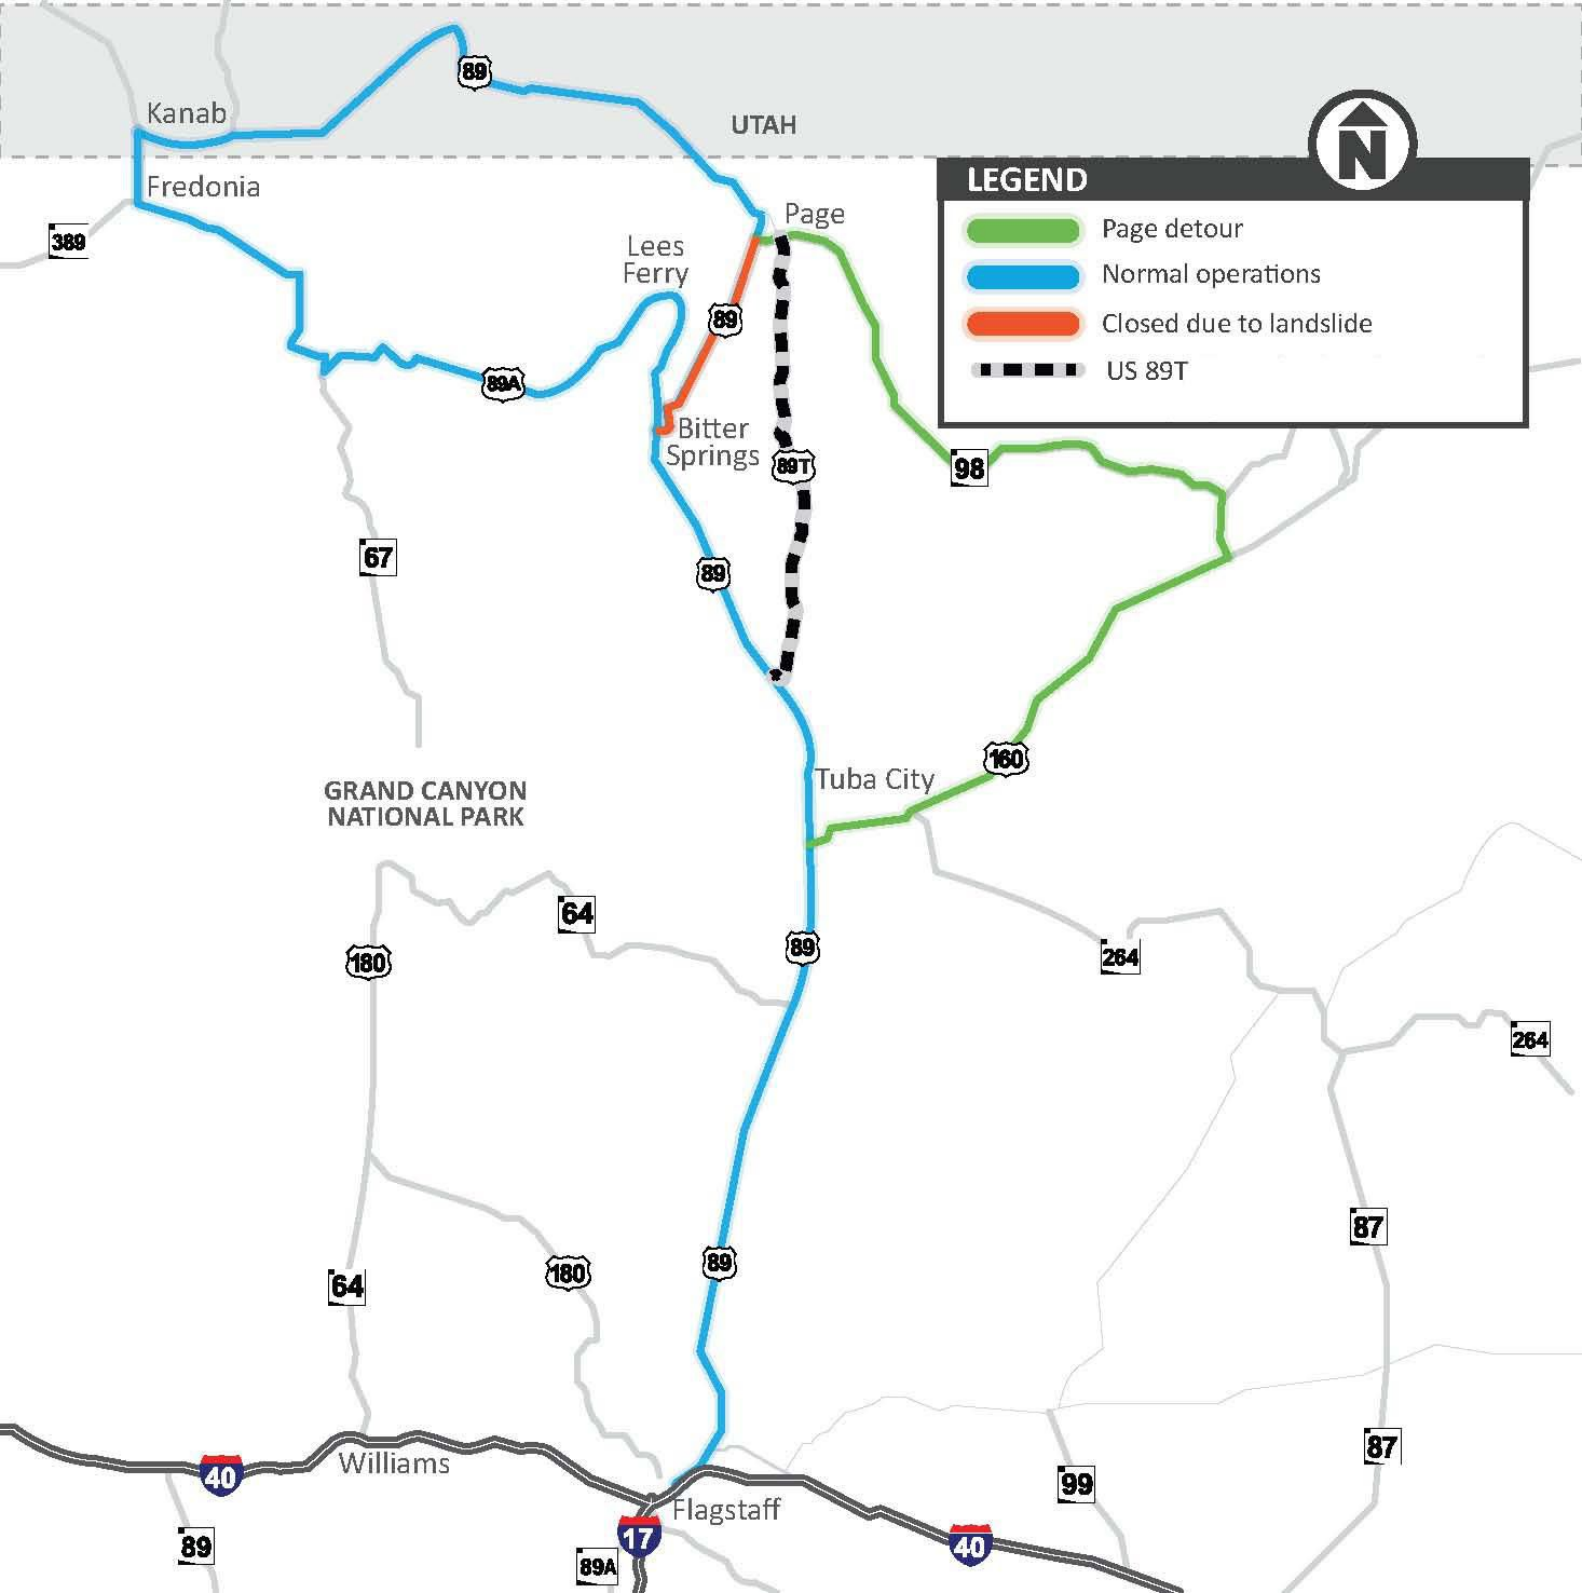 89
Kanab
UTAH
N
LEGEND
Fredonia
Page
Page detour
389
Lees
Ferry
Normal operations
89
Closed due to landslide
89A
US 89T
Bitter
Springs
89T
98
67
89
160
Tuba City
GRAND CANYON
NATIONAL PARK
64
180
89
264
264
87
89
180
64
87
Williams
40
99
Flagstaff
17
89
40
89A